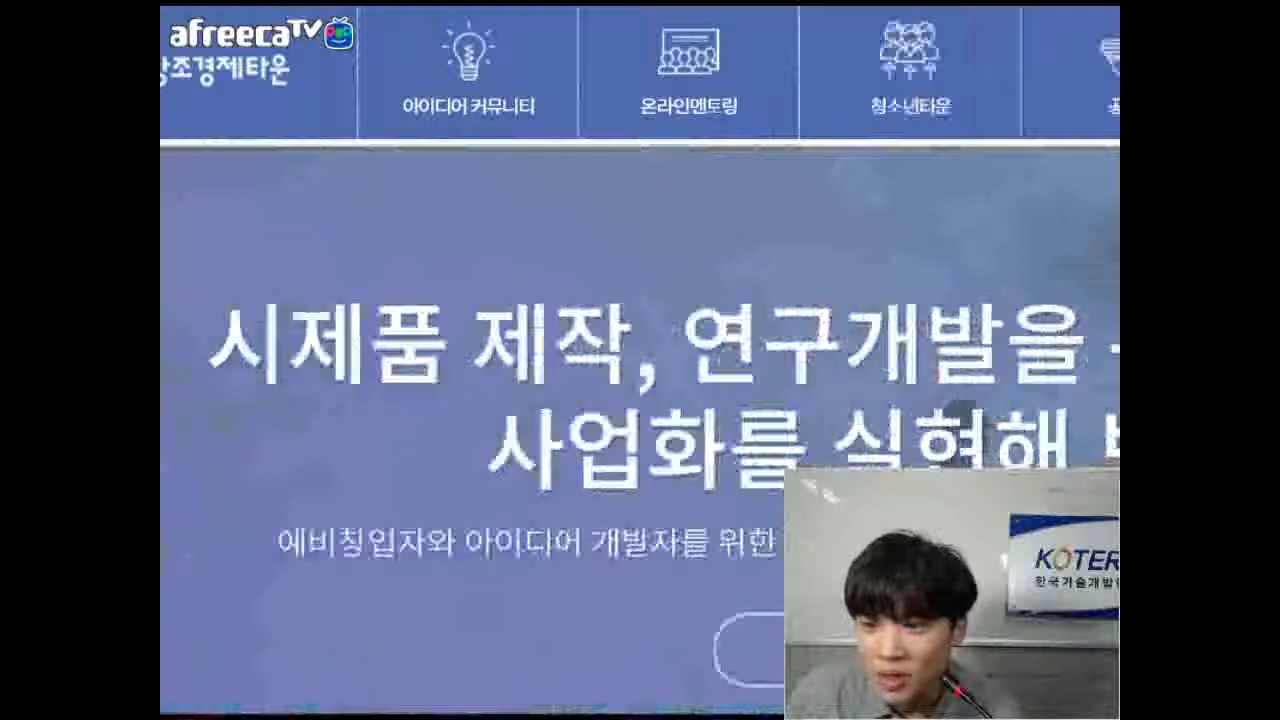 afreecaTV
창조경제타운
아이디어 커뮤니티
온라인멘토링
청소년타운
시제품 제작, 연구개발을
사업화를 실현해
예비창업자와 아이디어 개발자를 위한
KOTER
한국기술개발